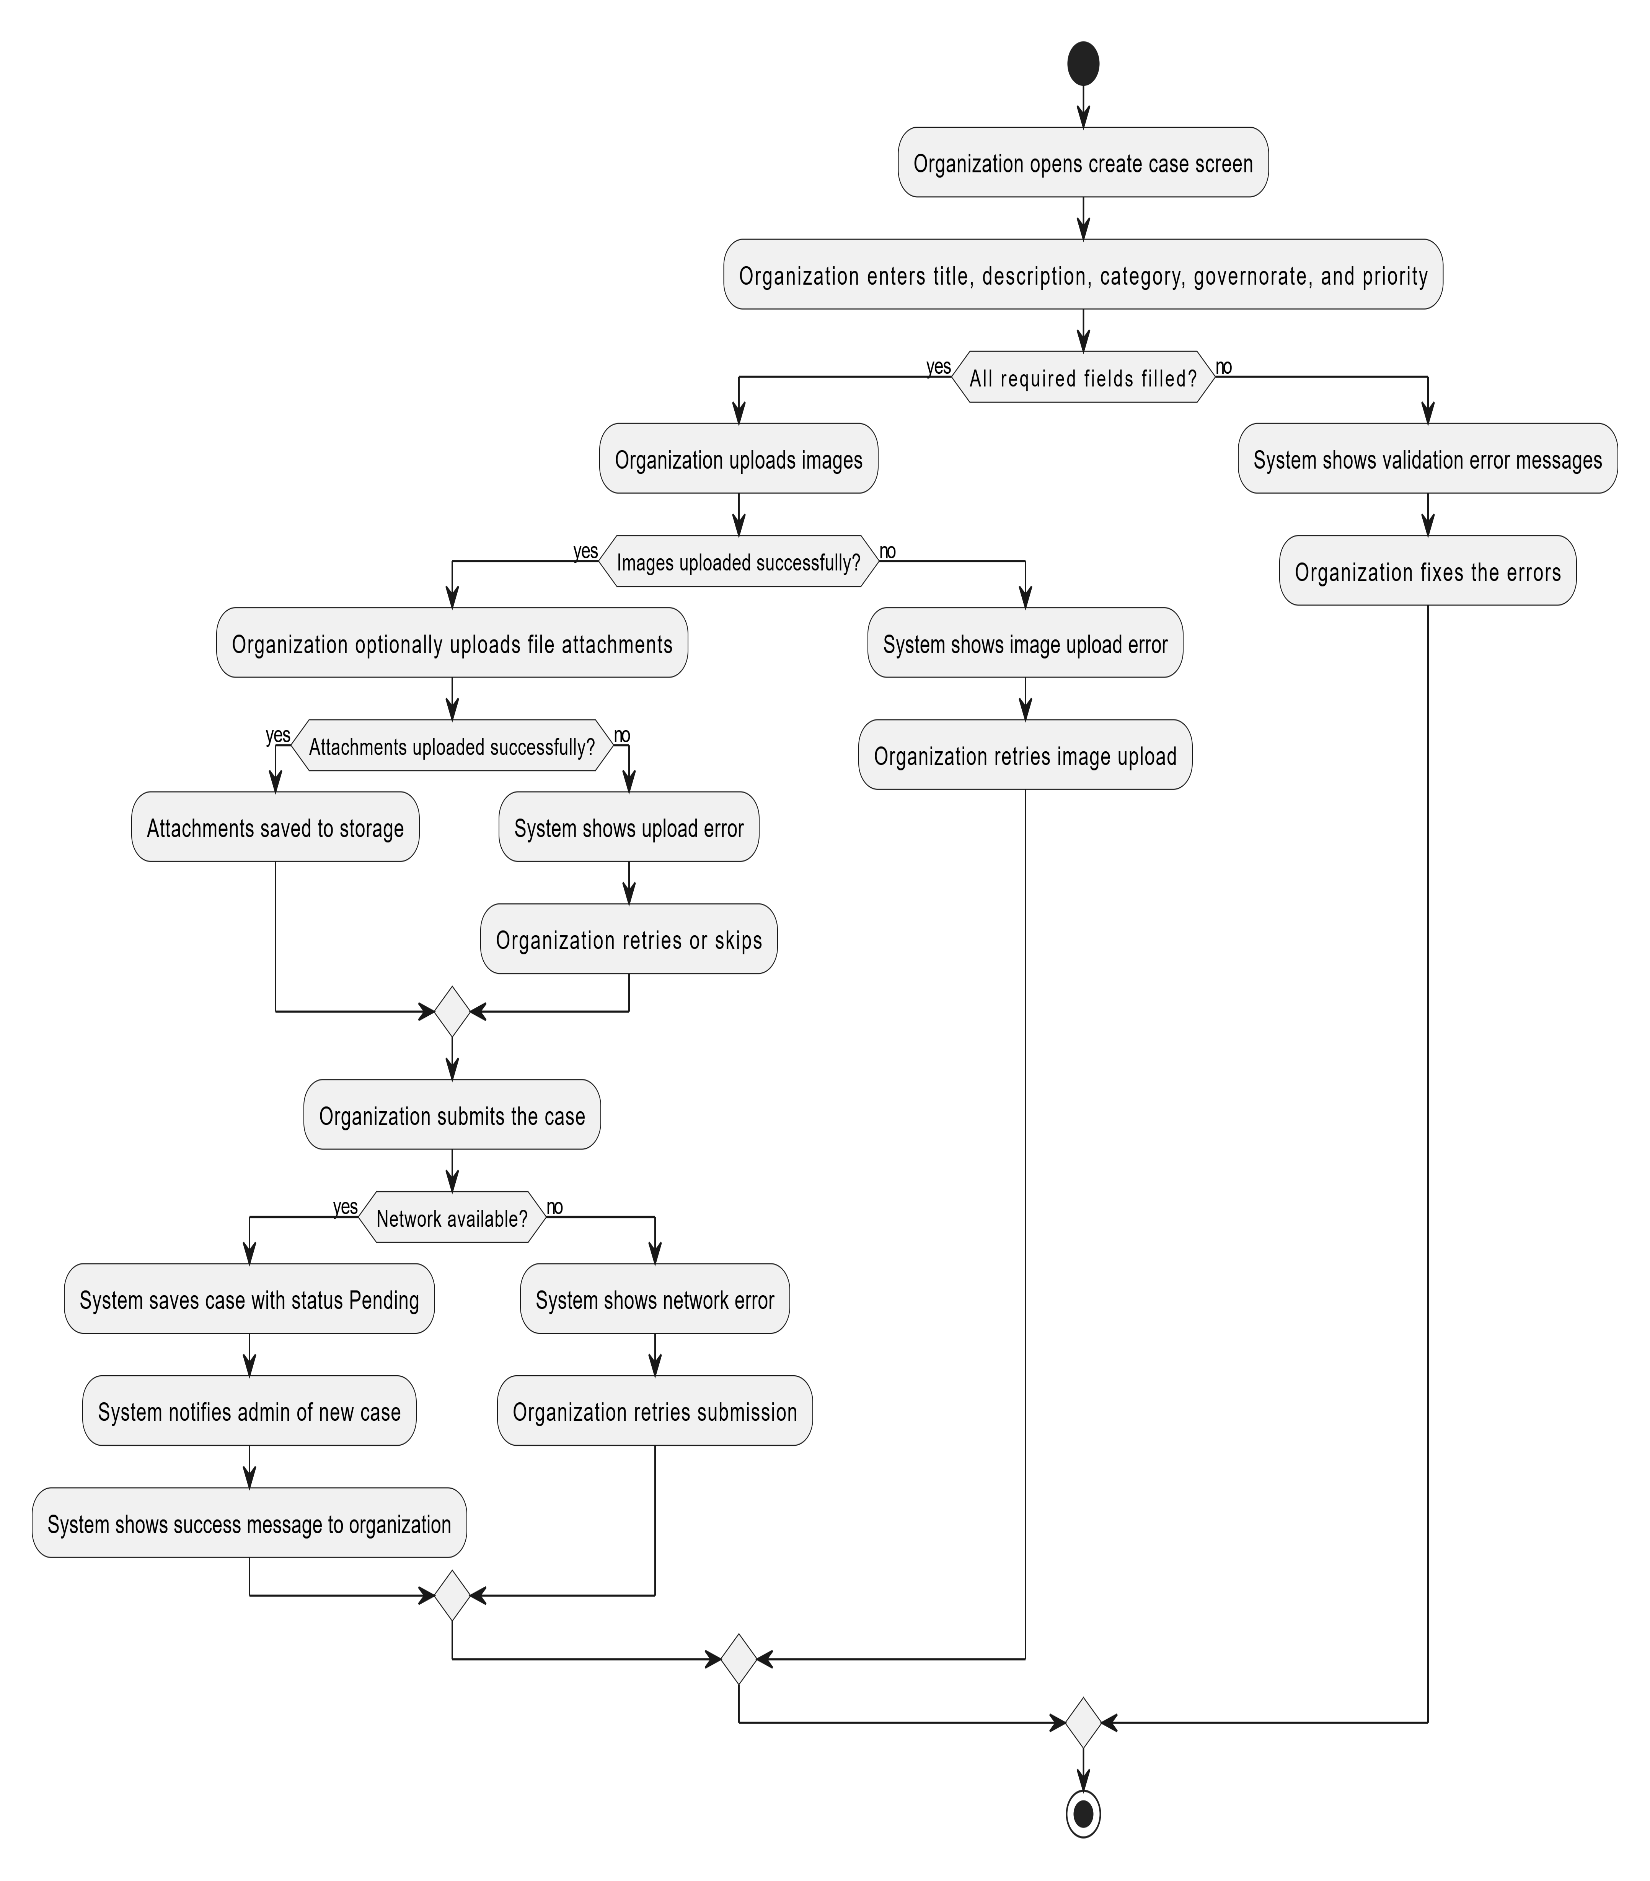 Organization opens create case screen
Organization enters title, description, category, governorate, and priority
yes
All required fields filled?
no
Organization uploads images
System shows validation error messages
yes
Images uploaded successfully?
no
Organization fixes the errors
Organization optionally uploads file attachments
System shows image upload error
yes
Attachments uploaded successfully?
no
Organization retries image upload
Attachments saved to storage
System shows upload error
Organization retries or skips
Organization submits the case
yes
Network available?
no
System saves case with status Pending
System shows network error
System notifies admin of new case
Organization retries submission
System shows success message to organization